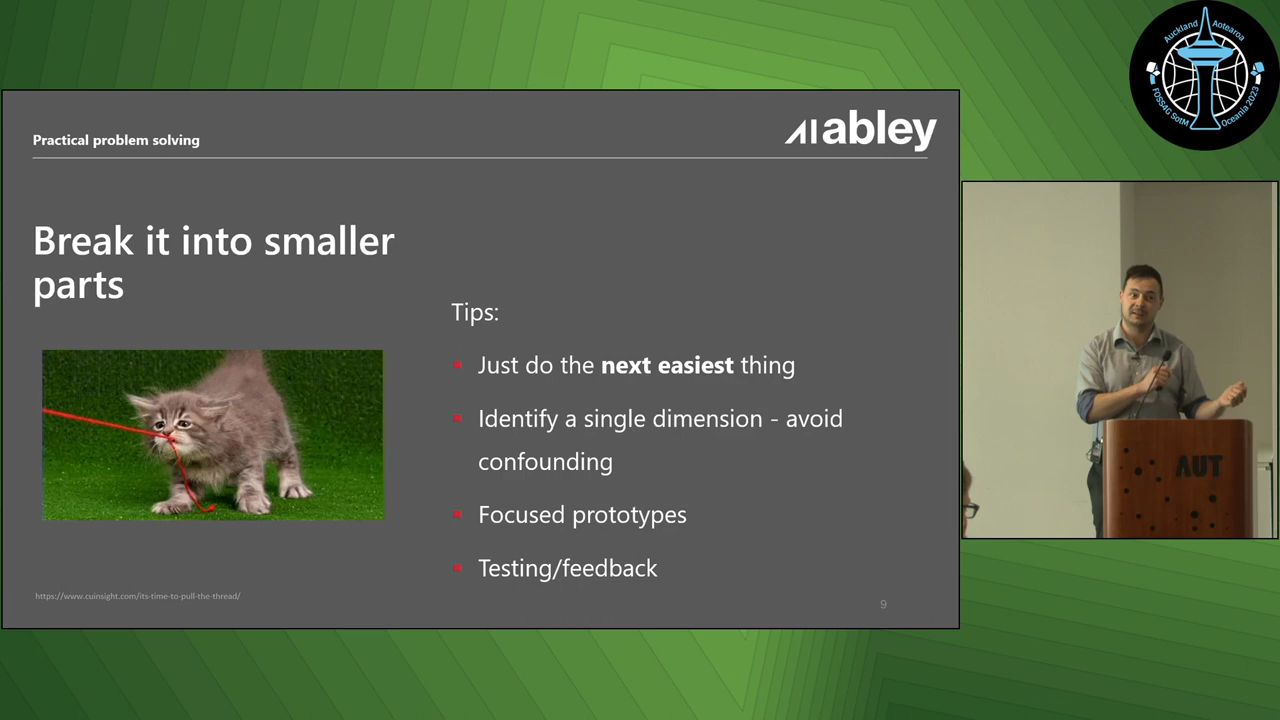 Auckland Aotearoa
FOSS4G SotM Oceania 2023
Practical problem solving
abley
Break it into smaller
parts
Tips:
Just do the next easiest thing
Identify a single dimension - avoid
confounding
Focused prototypes
Testing/feedback
https://www.cuinsight.com/its-time-to-pull-the-thread/
9
AUT